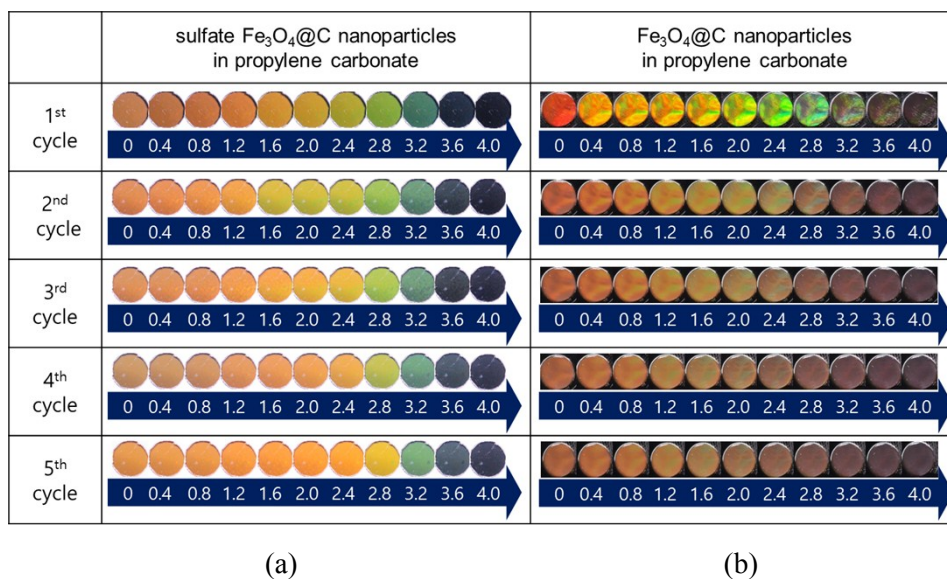 sulfate Fe₃O₄@C nanoparticles
in propylene carbonate
Fe₃O₄@C nanoparticles
in propylene carbonate
1ˢᵗ
cycle
0 0.4 0.8 1.2 1.6 2.0 2.4 2.8 3.2 3.6 4.0
0 0.4 0.8 1.2 1.6 2.0 2.4 2.8 3.2 3.6 4.0
2ⁿᵈ
cycle
0 0.4 0.8 1.2 1.6 2.0 2.4 2.8 3.2 3.6 4.0
0 0.4 0.8 1.2 1.6 2.0 2.4 2.8 3.2 3.6 4.0
3ʳᵈ
cycle
0 0.4 0.8 1.2 1.6 2.0 2.4 2.8 3.2 3.6 4.0
0 0.4 0.8 1.2 1.6 2.0 2.4 2.8 3.2 3.6 4.0
4ᵗʰ
cycle
0 0.4 0.8 1.2 1.6 2.0 2.4 2.8 3.2 3.6 4.0
0 0.4 0.8 1.2 1.6 2.0 2.4 2.8 3.2 3.6 4.0
5ᵗʰ
cycle
0 0.4 0.8 1.2 1.6 2.0 2.4 2.8 3.2 3.6 4.0
0 0.4 0.8 1.2 1.6 2.0 2.4 2.8 3.2 3.6 4.0
(a)
(b)